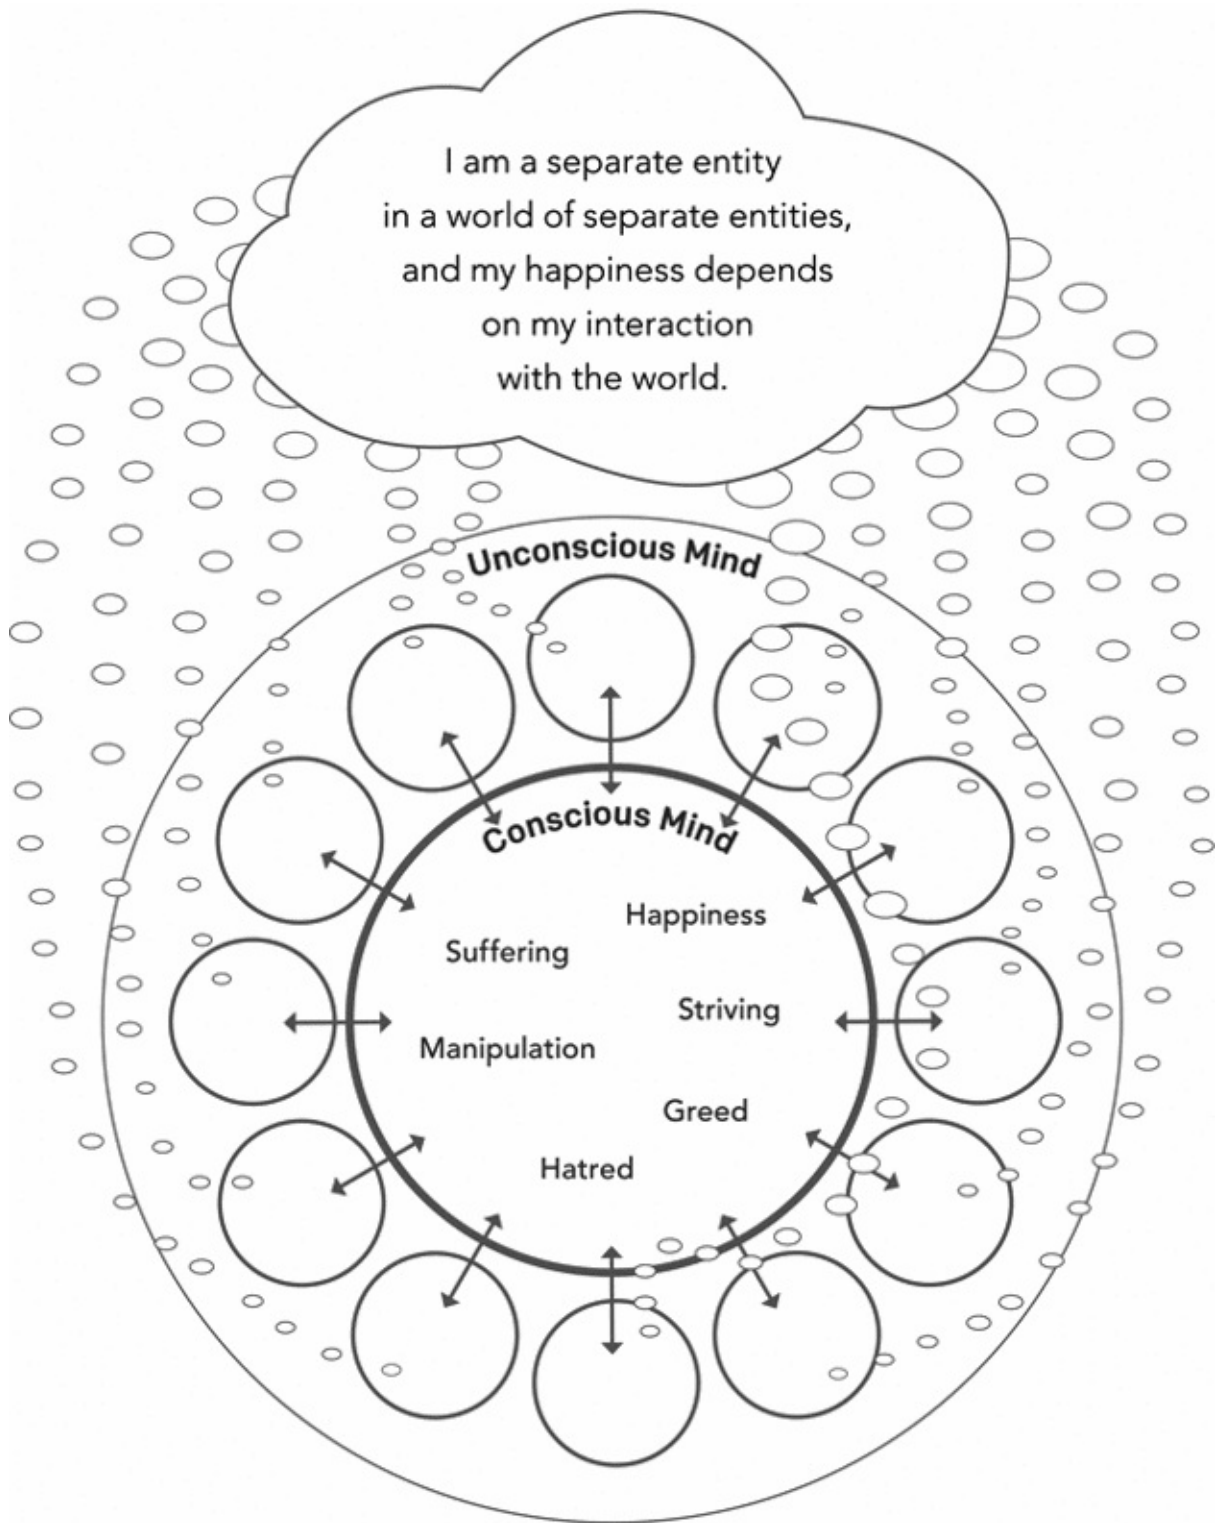 I am a separate entity
in a world of separate entities,
and my happiness depends
on my interaction
with the world.
Unconscious Mind
Conscious Mind
Happiness
Suffering
Striving
Manipulation
Greed
Hatred